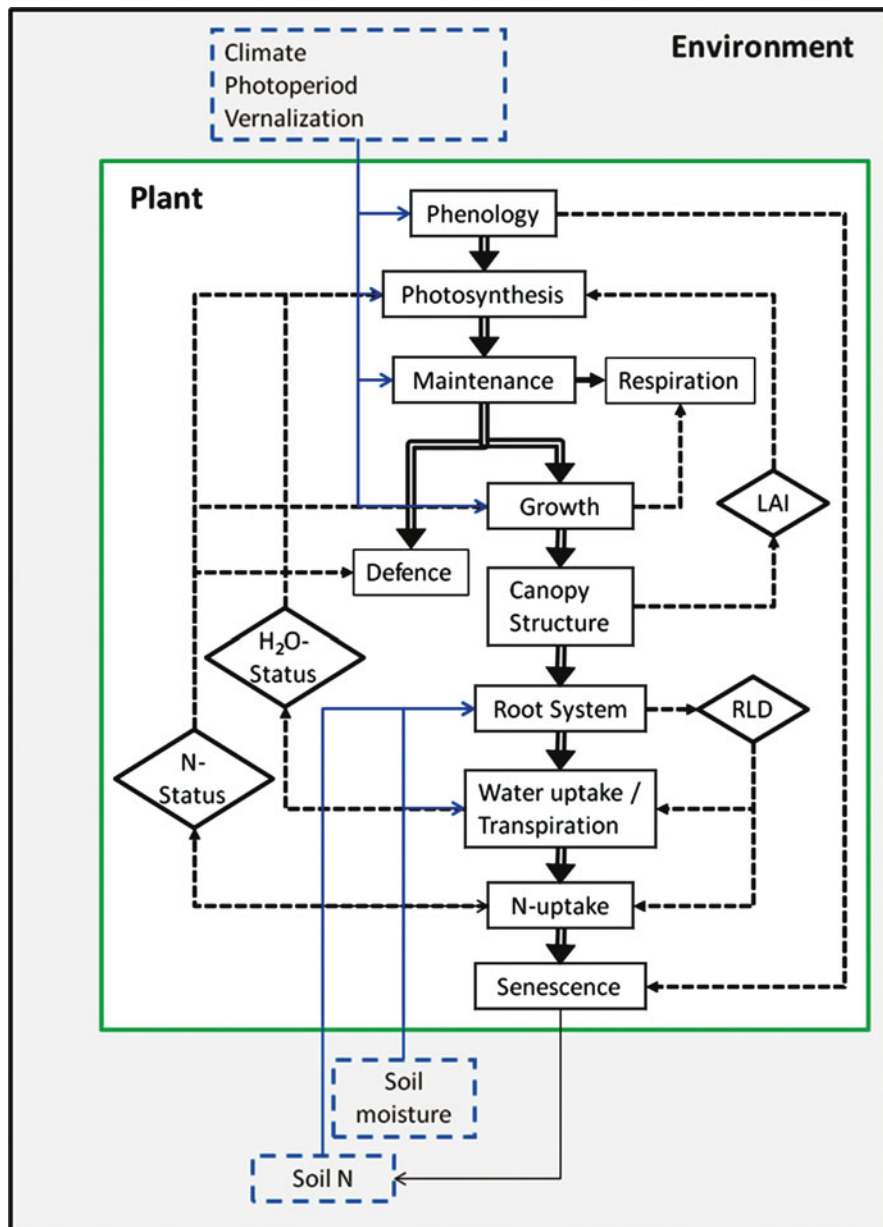 Environment
Climate
Photoperiod
Vernalization
Plant
Phenology
Photosynthesis
Maintenance
Respiration
Growth
LAI
Defence
Canopy
Structure
H₂O-
Status
Root System
RLD
N-
Status
Water uptake /
Transpiration
N-uptake
Senescence
Soil
moisture
Soil N